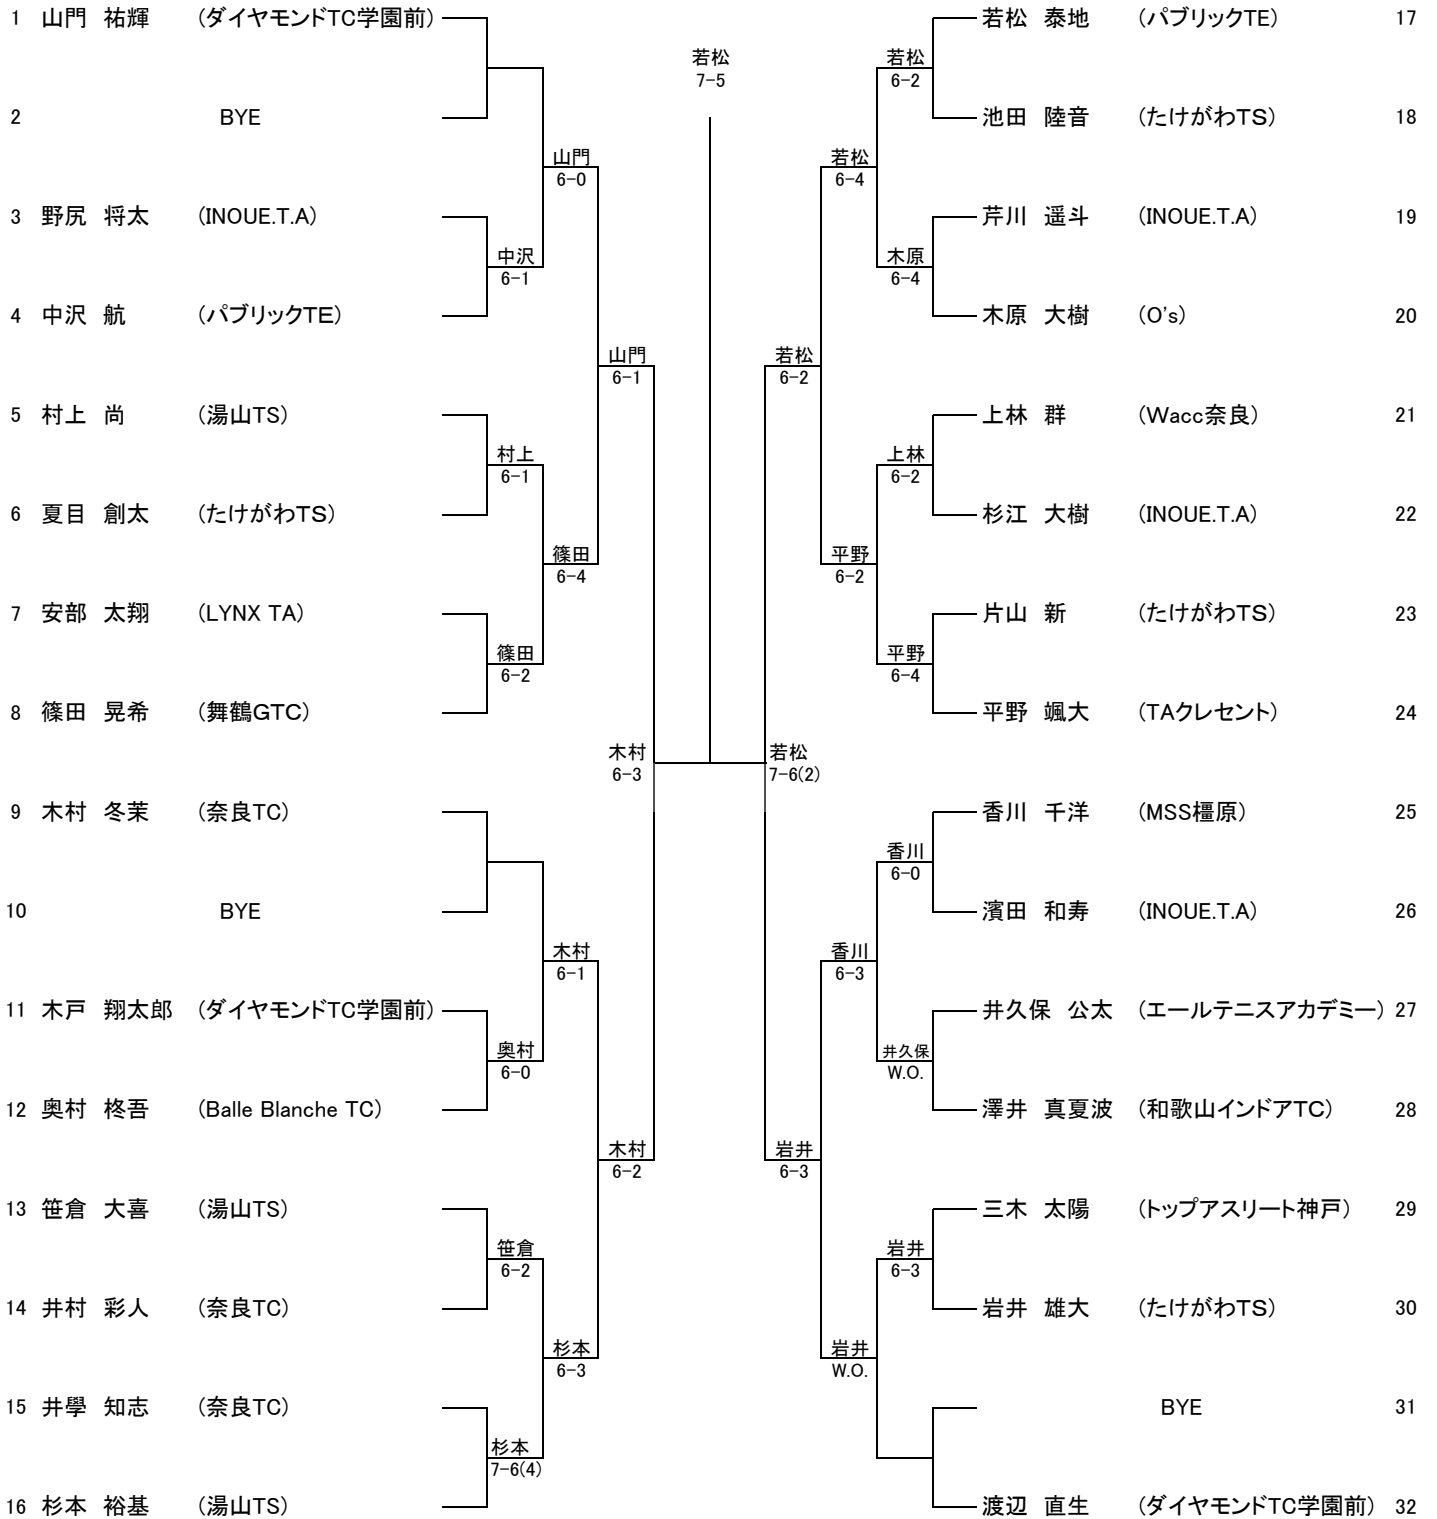 1 山門 祐輝 (ダイヤモンドTC学園前)
2 BYE
3 野尻 将太 (INOUE.T.A)
4 中沢 航 (パブリックTE)
5 村上 尚 (湯山TS)
6 夏目 創太 (たけがわTS)
7 安部 太翔 (LYNX TA)
8 篠田 晃希 (舞鶴GTC)
9 木村 冬茉 (奈良TC)
10 BYE
11 木戸 翔太郎 (ダイヤモンドTC学園前)
12 奥村 柊吾 (Balle Blanche TC)
13 笹倉 大喜 (湯山TS)
14 井村 彩人 (奈良TC)
15 井學 知志 (奈良TC)
16 杉本 裕基 (湯山TS)
中沢
6-1
村上
6-1
篠田
6-2
奥村
6-0
笹倉
6-2
杉本
7-6(4)
山門
6-0
篠田
6-4
木村
6-1
杉本
6-3
山門
6-1
木村
6-2
木村
6-3
若松
7-5
若松
7-6(2)
若松
6-2
岩井
6-3
若松
6-4
平野
6-2
香川
6-3
岩井
W.O.
若松
6-2
木原
6-4
上林
6-2
平野
6-4
香川
6-0
井久保
W.O.
岩井
6-3
若松 泰地 (パブリックTE) 17
池田 陸音 (たけがわTS) 18
芹川 遥斗 (INOUE.T.A) 19
木原 大樹 (O's) 20
上林 群 (Wacc奈良) 21
杉江 大樹 (INOUE.T.A) 22
片山 新 (たけがわTS) 23
平野 颯大 (TAクレセント) 24
香川 千洋 (MSS橿原) 25
濱田 和寿 (INOUE.T.A) 26
井久保 公太 (エールテニスアカデミー) 27
澤井 真夏波 (和歌山インドアTC) 28
三木 太陽 (トップアスリート神戸) 29
岩井 雄大 (たけがわTS) 30
BYE 31
渡辺 直生 (ダイヤモンドTC学園前) 32